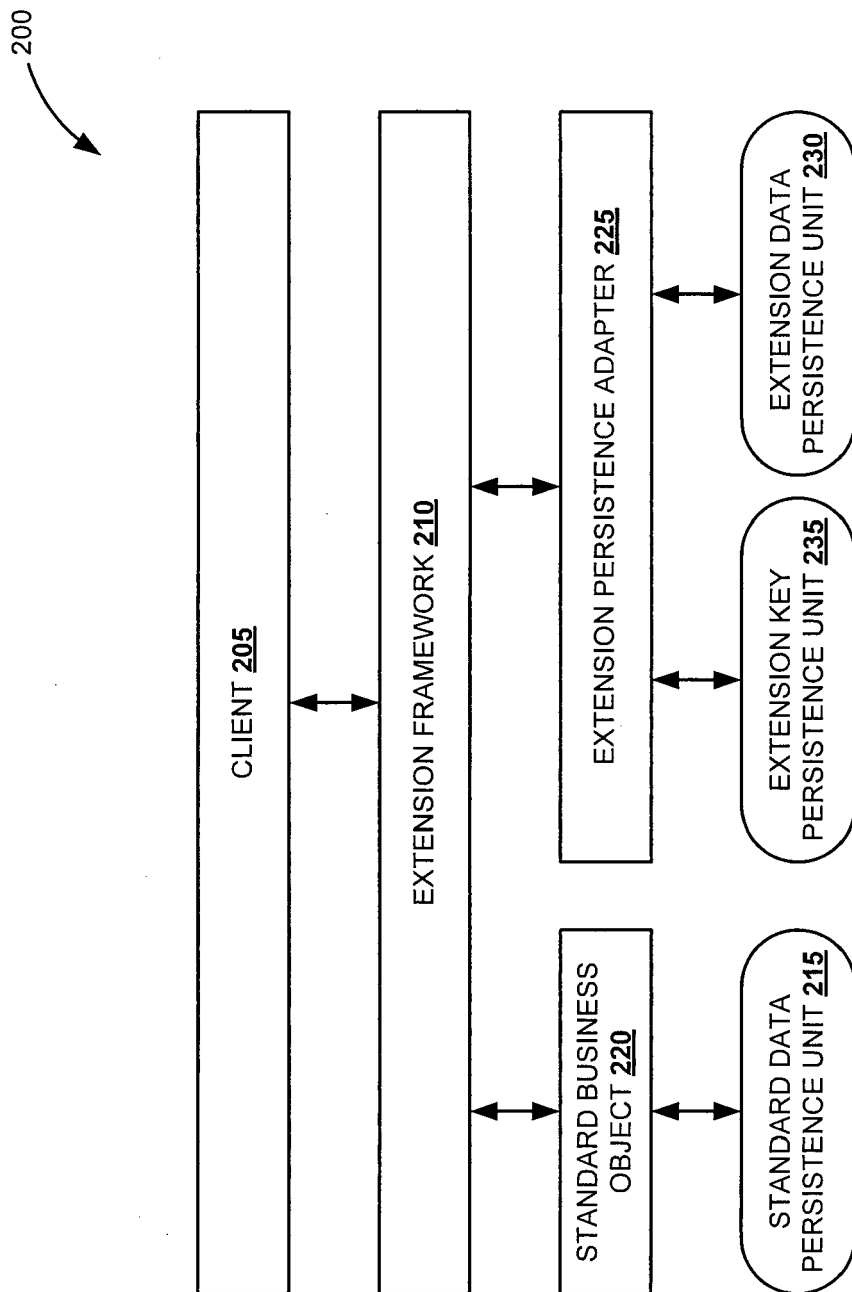 200
CLIENT 205
EXTENSION FRAMEWORK 210
STANDARD BUSINESS
OBJECT 220
EXTENSION PERSISTENCE ADAPTER 225
STANDARD DATA
PERSISTENCE UNIT 215
EXTENSION KEY
PERSISTENCE UNIT 235
EXTENSION DATA
PERSISTENCE UNIT 230